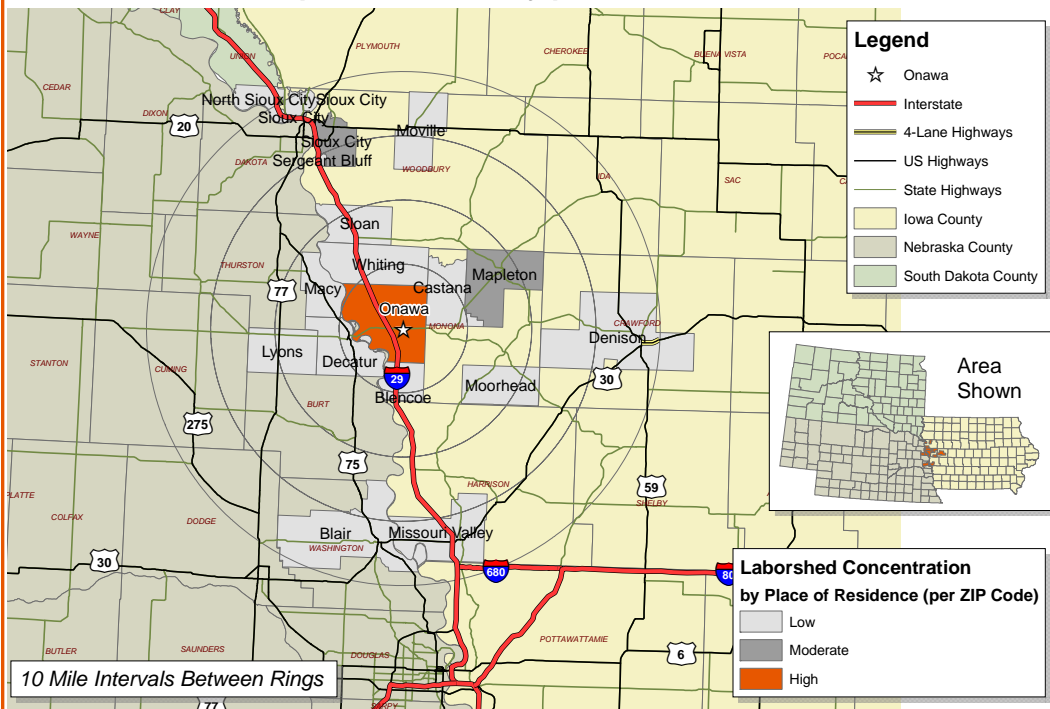 CLAY
UNION
PLYMOUTH
CHEROKEE
BUENA VISTA
POCA
CEDAR
DIXON
20
North Sioux City
Sioux City
Sioux City
Sioux City
Sergeant Bluff
Moville
DAKOTA
WOODBURY
IDA
SAC
WAYNE
Sloan
THURSTON
Whiting
Mapleton
77
Macy
Castana
Onawa
MONONA
CRAWFORD
Denison
STANTON
CUMING
Lyons
Decatur
29
Moorhead
30
Blencoe
BURT
275
75
HARRISON
59
SHELBY
PLATTE
COLFAX
DODGE
Blair
WASHINGTON
Missouri Valley
30
680
80
BUTLER
SAUNDERS
DOUGLAS
POTTAWATTAMIE
6
SARPY
77
10 Mile Intervals Between Rings
Legend
Onawa
Interstate
4-Lane Highways
US Highways
State Highways
Iowa County
Nebraska County
South Dakota County
Area
Shown
Laborshed Concentration
by Place of Residence (per ZIP Code)
Low
Moderate
High